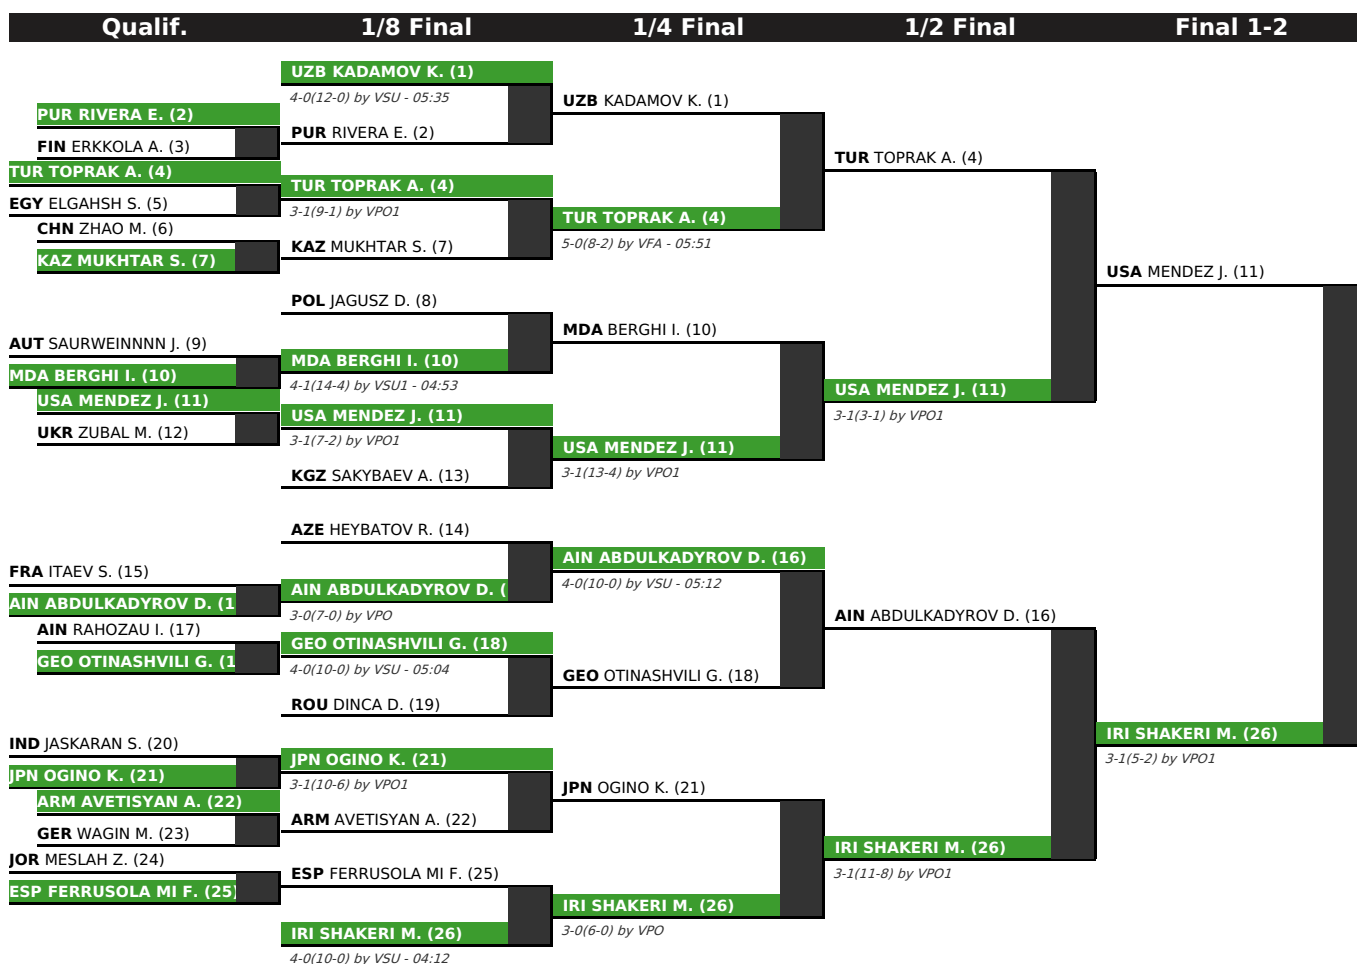 Qualif.
1/8 Final
1/4 Final
1/2 Final
Final 1-2
PUR RIVERA E. (2)
FIN ERKKOLA A. (3)
TUR TOPRAK A. (4)
EGY ELGAHSH S. (5)
CHN ZHAO M. (6)
KAZ MUKHTAR S. (7)
AUT SAURWEINNNN J. (9)
MDA BERGHI I. (10)
USA MENDEZ J. (11)
UKR ZUBAL M. (12)
FRA ITAEV S. (15)
AIN ABDULKADYROV D. (1
AIN RAHOZAU I. (17)
GEO OTINASHVILI G. (1
IND JASKARAN S. (20)
JPN OGINO K. (21)
ARM AVETISYAN A. (22)
GER WAGIN M. (23)
JOR MESLAH Z. (24)
ESP FERRUSOLA MI F. (25)
UZB KADAMOV K. (1)
4-0(12-0) by VSU - 05:35
PUR RIVERA E. (2)
TUR TOPRAK A. (4)
3-1(9-1) by VPO1
KAZ MUKHTAR S. (7)
POL JAGUSZ D. (8)
MDA BERGHI I. (10)
4-1(14-4) by VSU1 - 04:53
USA MENDEZ J. (11)
3-1(7-2) by VPO1
KGZ SAKYBAEV A. (13)
AZE HEYBATOV R. (14)
AIN ABDULKADYROV D. (
3-0(7-0) by VPO
GEO OTINASHVILI G. (18)
4-0(10-0) by VSU - 05:04
ROU DINCA D. (19)
JPN OGINO K. (21)
3-1(10-6) by VPO1
ARM AVETISYAN A. (22)
ESP FERRUSOLA MI F. (25)
IRI SHAKERI M. (26)
4-0(10-0) by VSU - 04:12
UZB KADAMOV K. (1)
TUR TOPRAK A. (4)
5-0(8-2) by VFA - 05:51
MDA BERGHI I. (10)
USA MENDEZ J. (11)
3-1(13-4) by VPO1
AIN ABDULKADYROV D. (16)
4-0(10-0) by VSU - 05:12
GEO OTINASHVILI G. (18)
JPN OGINO K. (21)
IRI SHAKERI M. (26)
3-0(6-0) by VPO
TUR TOPRAK A. (4)
USA MENDEZ J. (11)
3-1(3-1) by VPO1
AIN ABDULKADYROV D. (16)
IRI SHAKERI M. (26)
3-1(11-8) by VPO1
USA MENDEZ J. (11)
IRI SHAKERI M. (26)
3-1(5-2) by VPO1